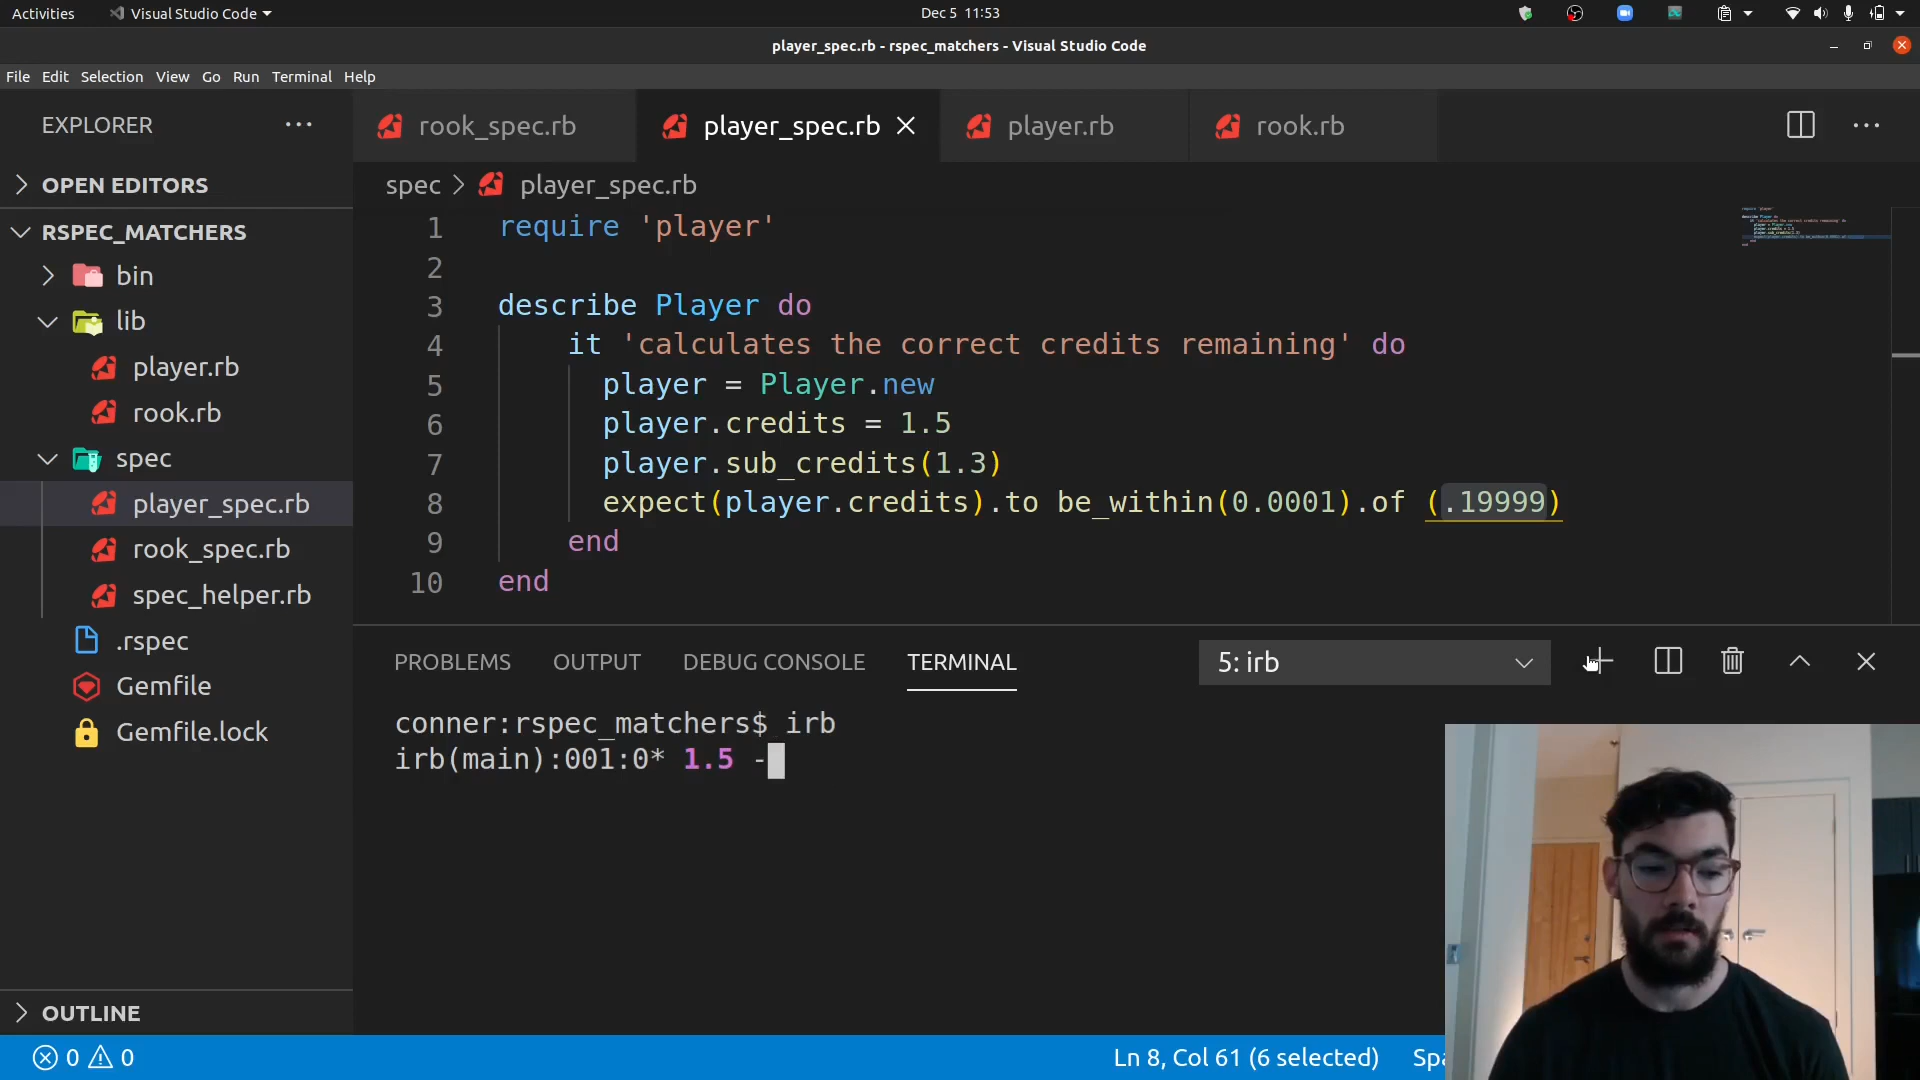 Activities Visual Studio Code Dec 5 11:53
player_spec.rb - rspec_matchers - Visual Studio Code
File Edit Selection View Go Run Terminal Help
EXPLORER
rook_spec.rb player_spec.rb player.rb rook.rb
OPEN EDITORS
spec player_spec.rb
RSPEC_MATCHERS
bin
lib
player.rb
rook.rb
spec
player_spec.rb
rook_spec.rb
spec_helper.rb
.rspec
Gemfile
Gemfile.lock
OUTLINE
1 require 'player'
2
3 describe Player do
4 it 'calculates the correct credits remaining' do
5 player = Player.new
6 player.credits = 1.5
7 player.sub_credits(1.3)
8 expect(player.credits).to be_within(0.0001).of (.19999)
9 end
10 end
PROBLEMS OUTPUT DEBUG CONSOLE TERMINAL 5: irb
conner:rspec_matchers$ irb
irb(main):001:0* 1.5 -
0 0 Ln 8, Col 61 (6 selected)